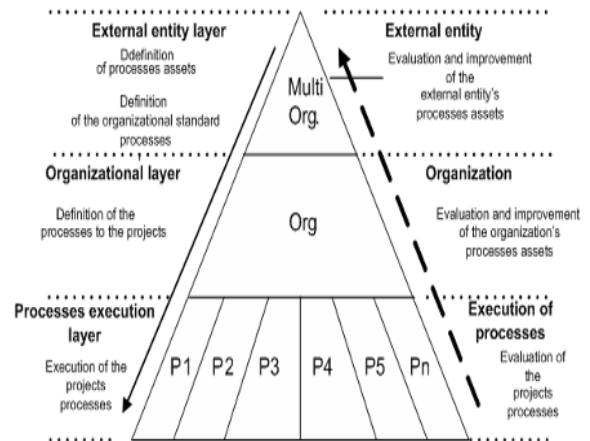 External entity layer
Ddefinition
of processes assets
Definition
of the organizational standard
processes
Organizational layer
Definition of the
processes to the projects
Processes execution
layer
Execution of the
projects
processes
Multi
Org.
Org
P1 P2 P3 P4 P5 Pn
External entity
Evaluation and improvement
of the
external entity's
processes assets
Organization
Evaluation and improvement
of the organization's
processes assets
Execution of
processes
Evaluation of
the
projects
processes